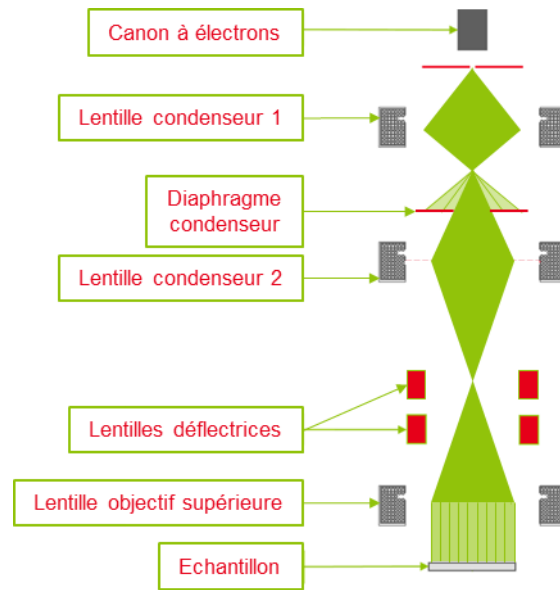 Canon à électrons
Lentille condenseur 1
Diaphragme
condenseur
Lentille condenseur 2
Lentilles déflectrices
Lentille objectif supérieure
Echantillon